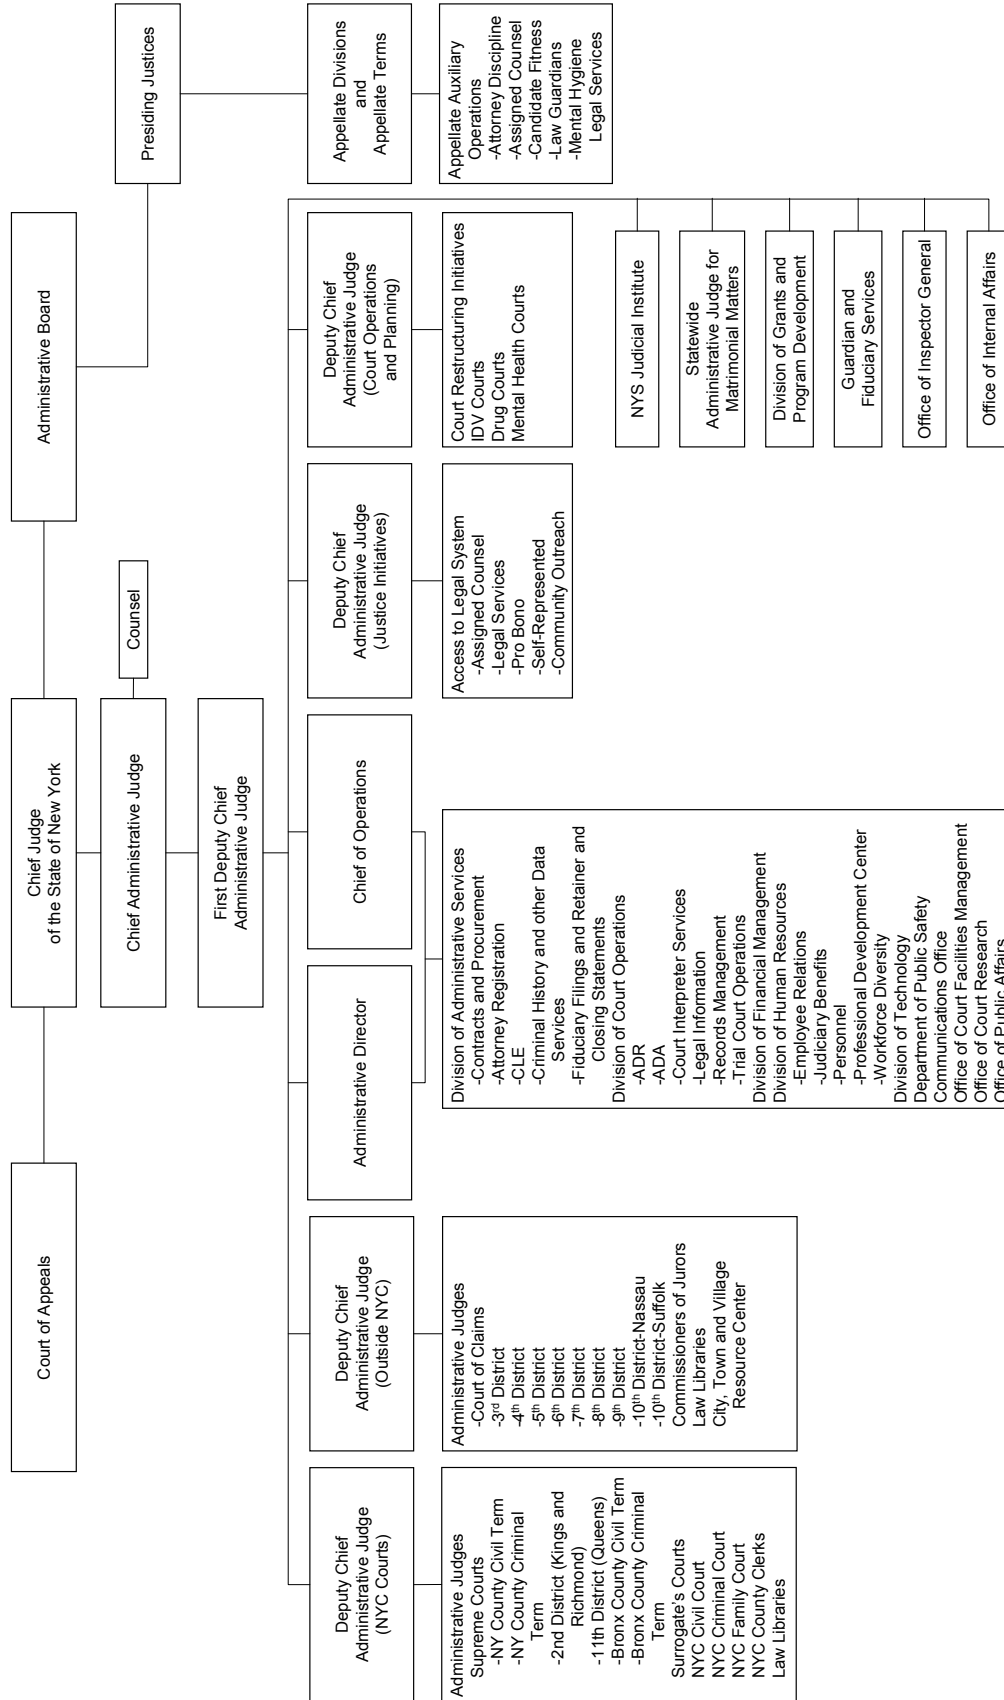 Court of Appeals
Chief Judge
of the State of New York
Administrative Board
Chief Administrative Judge
Counsel
Presiding Justices
First Deputy Chief
Administrative Judge
Deputy Chief
Administrative Judge
(NYC Courts)
Deputy Chief
Administrative Judge
(Outside NYC)
Administrative Director
Chief of Operations
Deputy Chief
Administrative Judge
(Justice Initiatives)
Deputy Chief
Administrative Judge
(Court Operations
and Planning)
Appellate Divisions
and
Appellate Terms
Administrative Judges
Supreme Courts
-NY County Civil Term
-NY County Criminal
Term
-2nd District (Kings and
Richmond)
-11th District (Queens)
-Bronx County Civil Term
-Bronx County Criminal
Term
Surrogate's Courts
NYC Civil Court
NYC Criminal Court
NYC Family Court
NYC County Clerks
Law Libraries
Administrative Judges
-Court of Claims
-3rd District
-4th District
-5th District
-6th District
-7th District
-8th District
-9th District
-10th District-Nassau
-10th District-Suffolk
Commissioners of Jurors
Law Libraries
City, Town and Village
Resource Center
Division of Administrative Services
-Contracts and Procurement
-Attorney Registration
-CLE
-Criminal History and other Data
Services
-Fiduciary Filings and Retainer and
Closing Statements
Division of Court Operations
-ADR
-ADA
-Court Interpreter Services
-Legal Information
-Records Management
-Trial Court Operations
Division of Financial Management
Division of Human Resources
-Employee Relations
-Judiciary Benefits
-Personnel
-Professional Development Center
-Workforce Diversity
Division of Technology
Department of Public Safety
Communications Office
Office of Court Facilities Management
Office of Court Research
Office of Public Affairs
Access to Legal System
-Assigned Counsel
-Legal Services
-Pro Bono
-Self-Represented
-Community Outreach
Court Restructuring Initiatives
IDV Courts
Drug Courts
Mental Health Courts
Appellate Auxiliary
Operations
-Attorney Discipline
-Assigned Counsel
-Candidate Fitness
-Law Guardians
-Mental Hygiene
Legal Services
NYS Judicial Institute
Statewide
Administrative Judge for
Matrimonial Matters
Division of Grants and
Program Development
Guardian and
Fiduciary Services
Office of Inspector General
Office of Internal Affairs